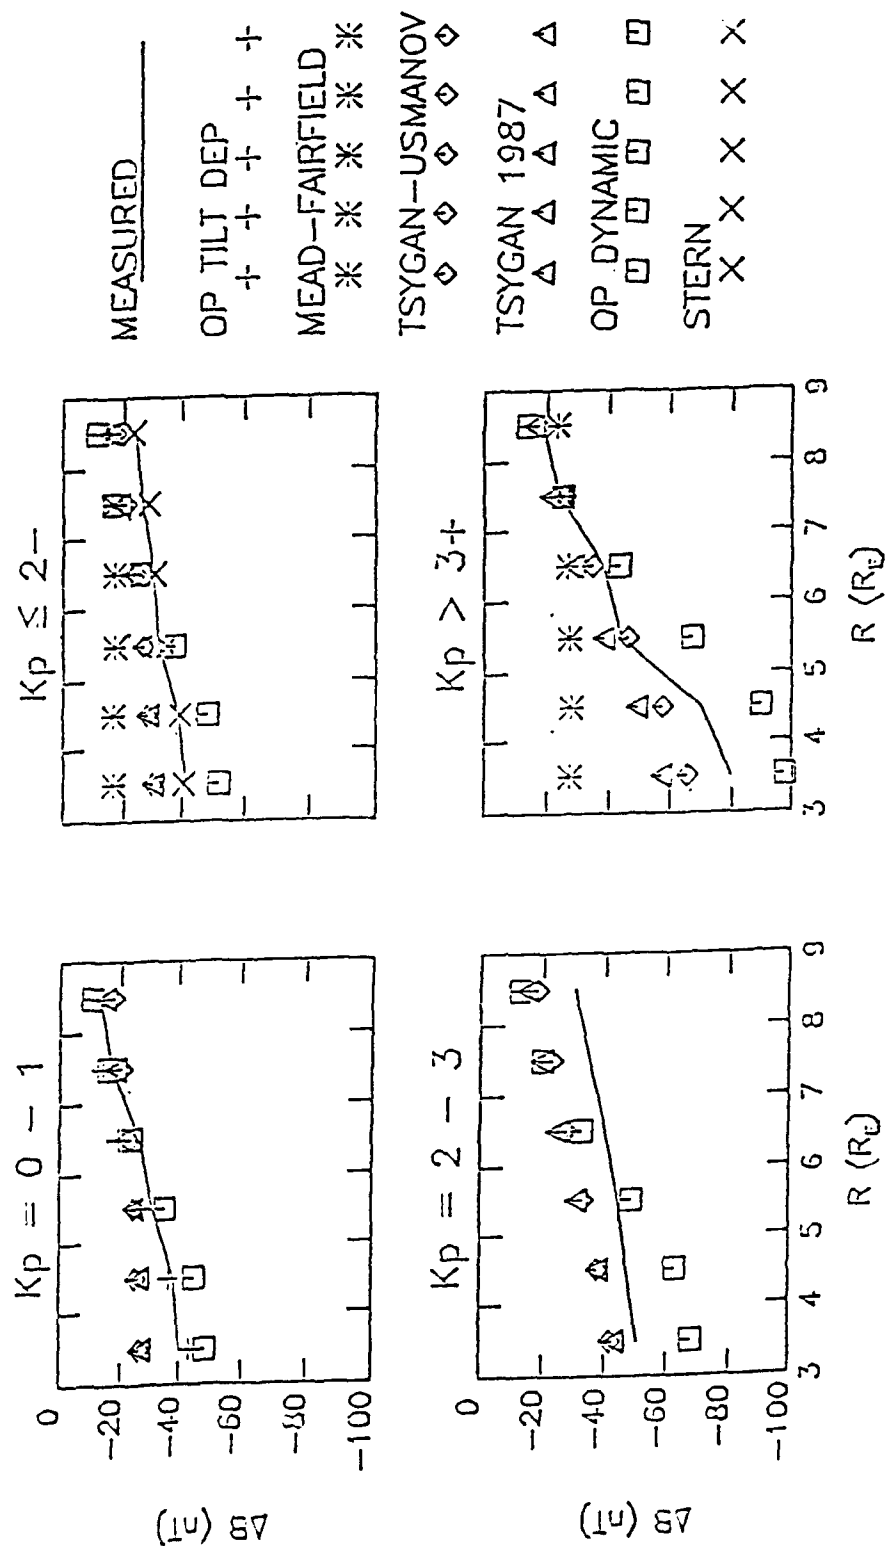 Kp = 0 – 1
Kp ≤ 2–
ΔB (nT)
0
–20
–40
–60
–80
–100
Kp = 2 – 3
Kp > 3+
ΔB (nT)
0
–20
–40
–60
–80
–100
3 4 5 6 7 8 9
R (RE)
3 4 5 6 7 8 9
R (RE)
MEASURED
OP TILT DEP
MEAD–FAIRFIELD
TSYGAN–USMANOV
TSYGAN 1987
OP DYNAMIC
STERN